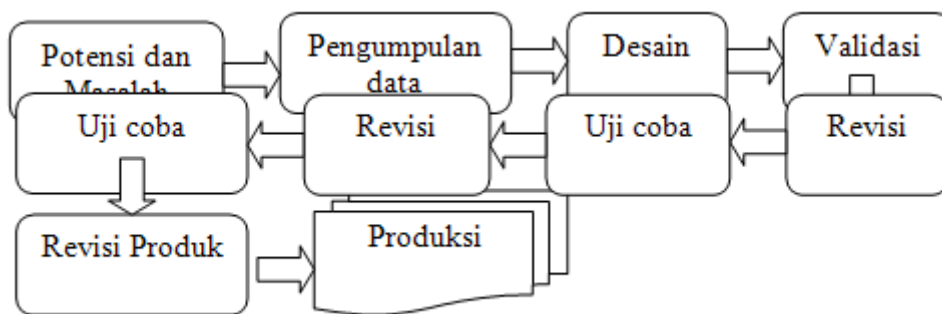 Potensi dan
Masalah
Pengumpulan
data
Desain
Validasi
Revisi
Uji coba
Revisi
Uji coba
Revisi Produk
Produksi